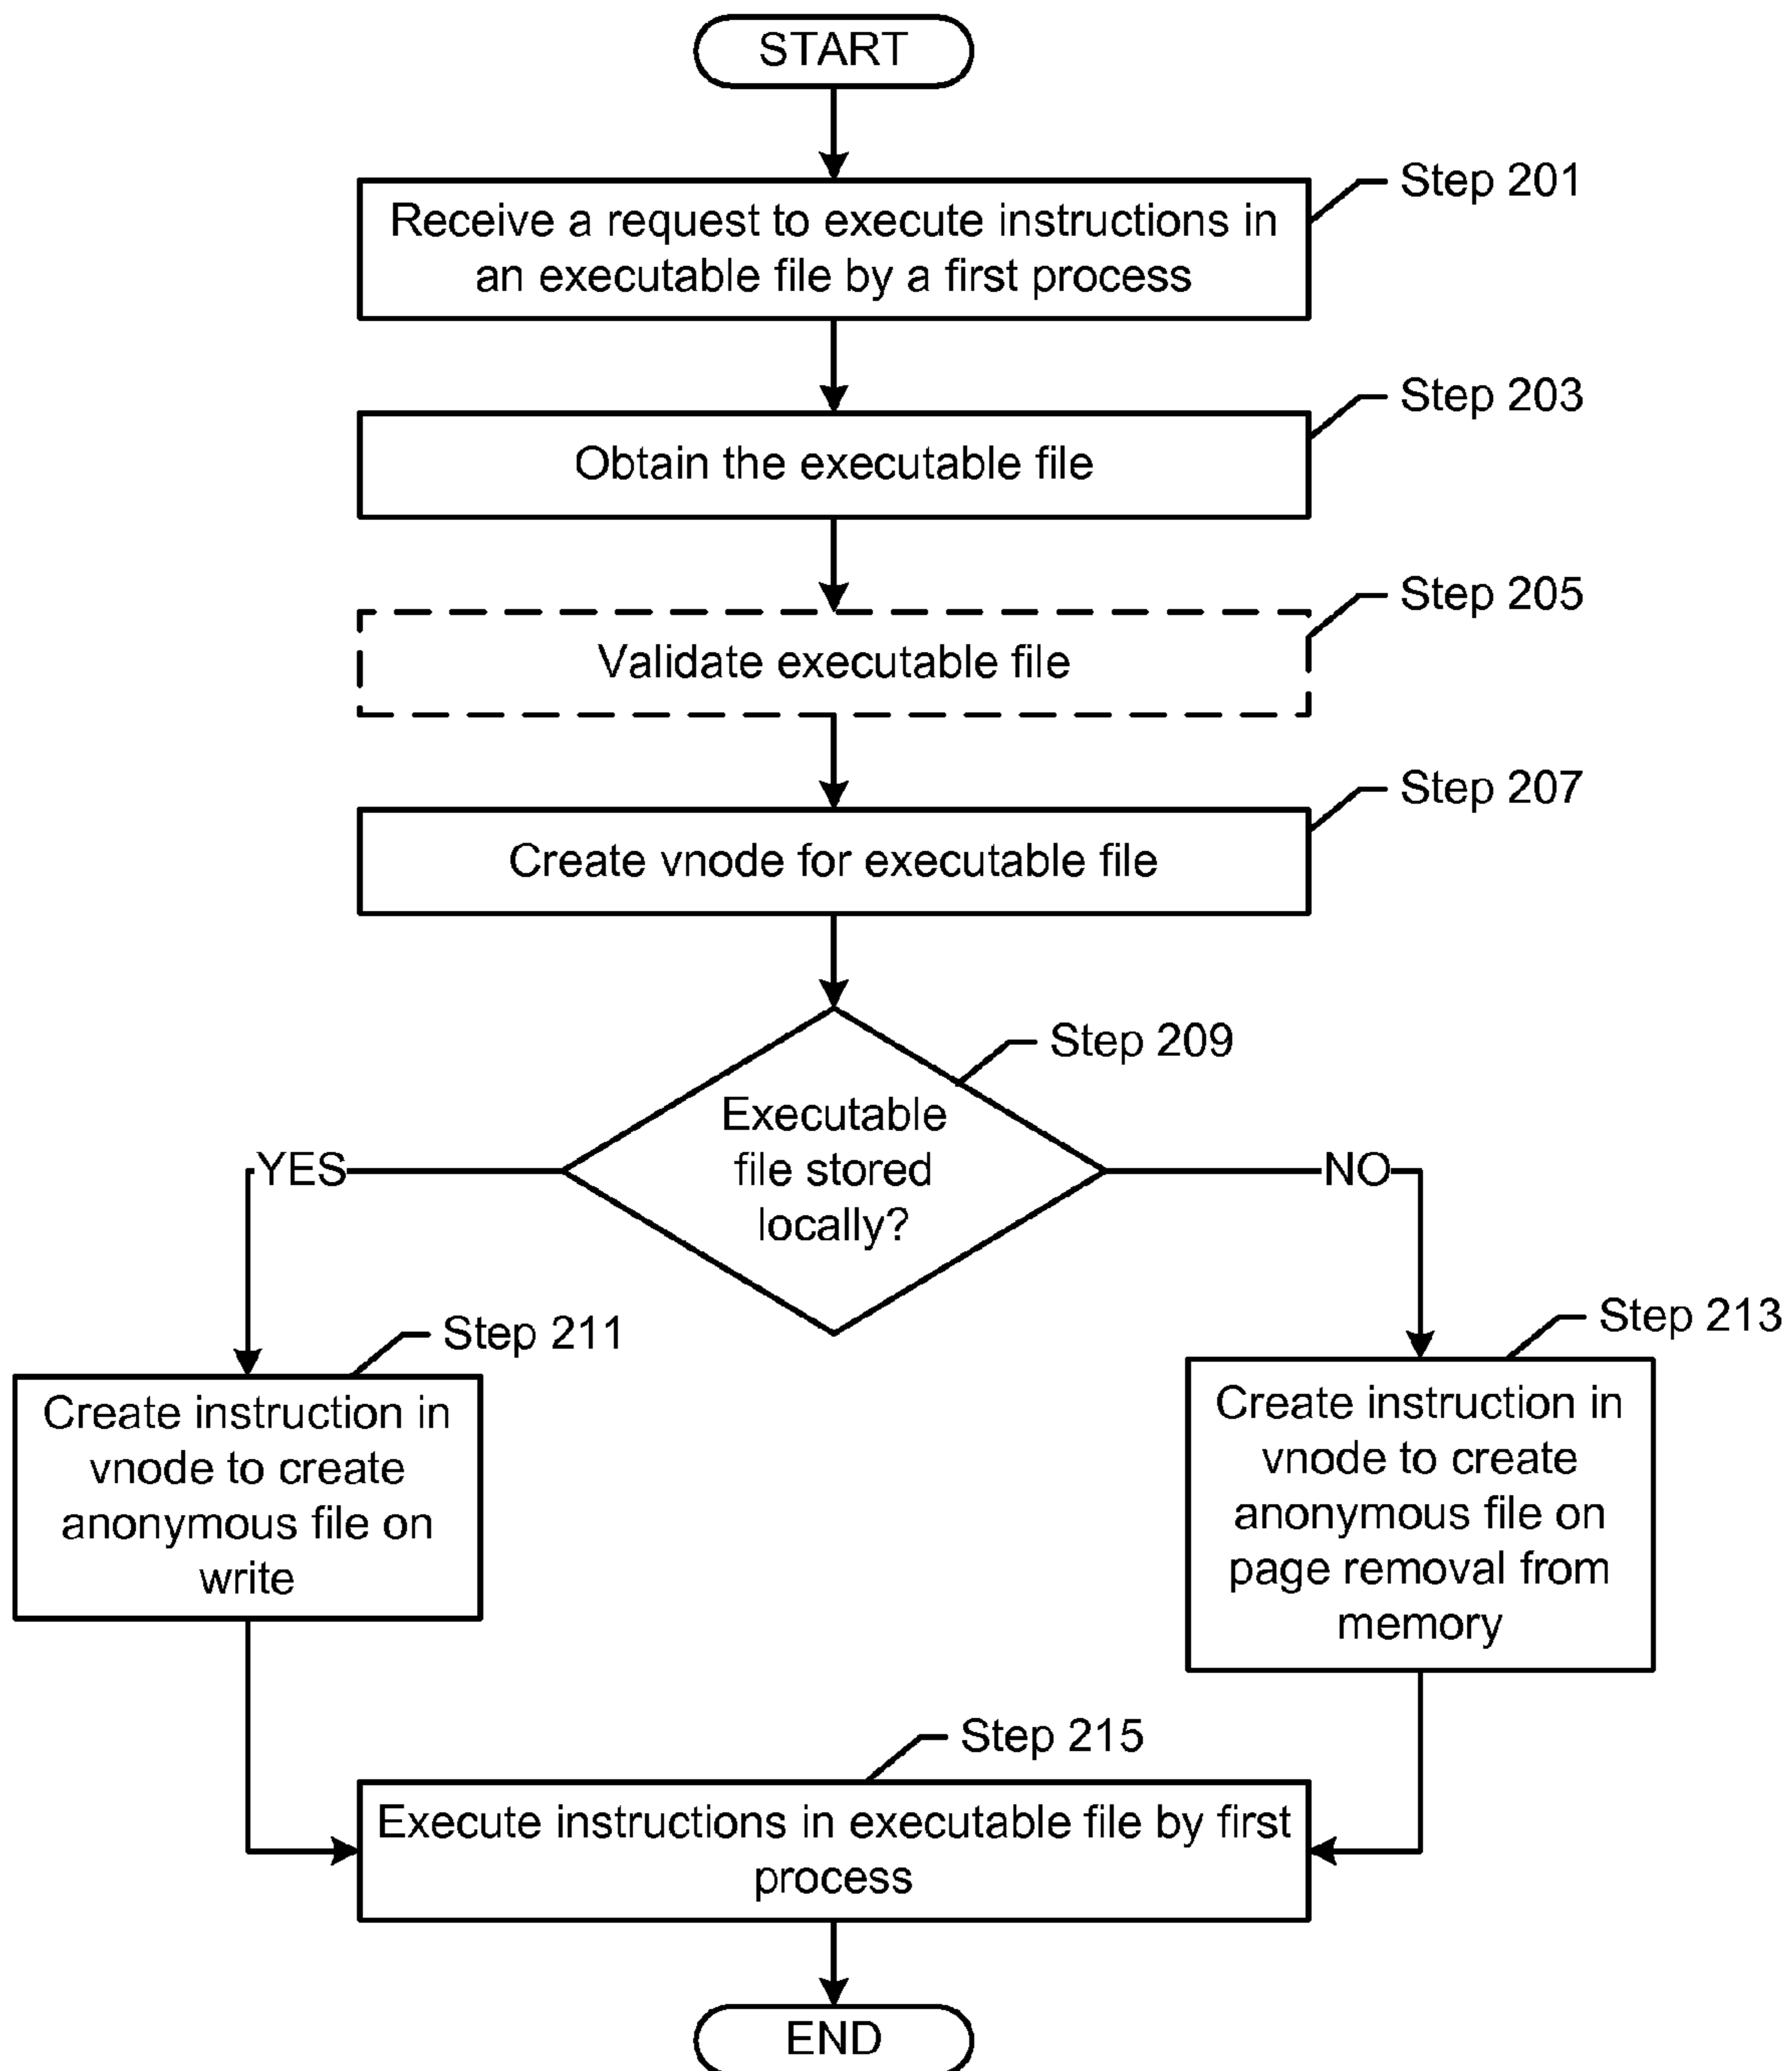 START
Step 201
Receive a request to execute instructions in
an executable file by a first process
Step 203
Obtain the executable file
Step 205
Validate executable file
Step 207
Create vnode for executable file
Step 209
Executable
file stored
locally?
YES
NO
Step 211
Create instruction in
vnode to create
anonymous file on
write
Step 213
Create instruction in
vnode to create
anonymous file on
page removal from
memory
Step 215
Execute instructions in executable file by first
process
END